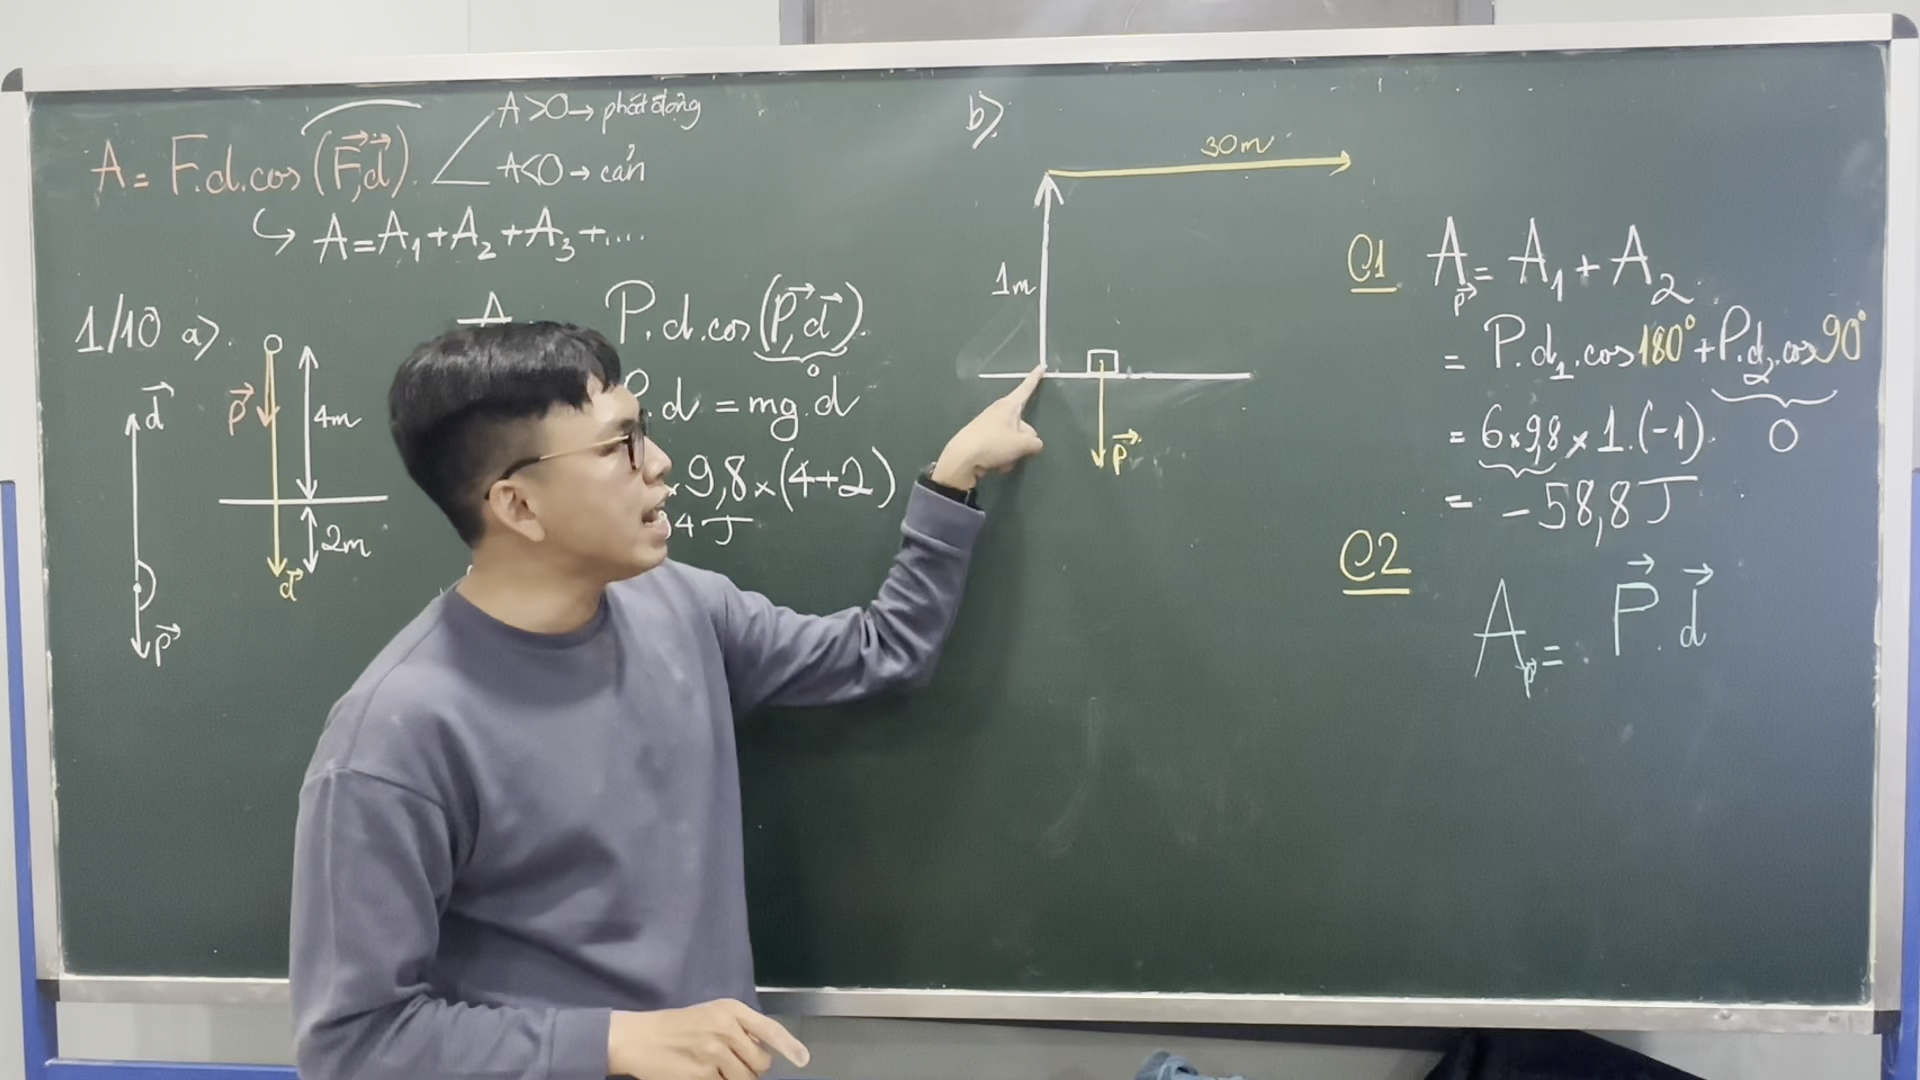 A = F.d.cos(F⃗,d⃗)
A>0 → phát động
A<0 → cản
↪ A = A₁ + A₂ + A₃ + ....
1/10 a>.
d⃗
P⃗
P⃗
4m
2m
d⃗
A
P.d.cos(P⃗,d⃗).
0
.d = mg.d
×9,8×(4+2)
4 J
b>
30m
1m
P⃗
C1
A_P⃗ = A₁ + A₂
= P.d₁.cos180° + P.d₂.cos90°
= 6×9,8×1.(-1)
0
= -58,8 J
C2
A_P⃗ = P⃗.d⃗